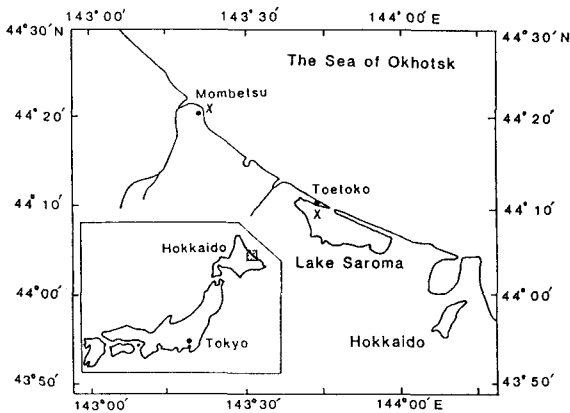 143°00' 143°30' 144°00'E
44°30'N 44°30'N
The Sea of Okhotsk
44°20' 44°20'
Mombetsu
X
44°10' 44°10'
Toetoko
X
Hokkaido
Lake Saroma
44°00' 44°00'
Tokyo
Hokkaido
43°50' 43°50'
143°00' 143°30' 144°00'E